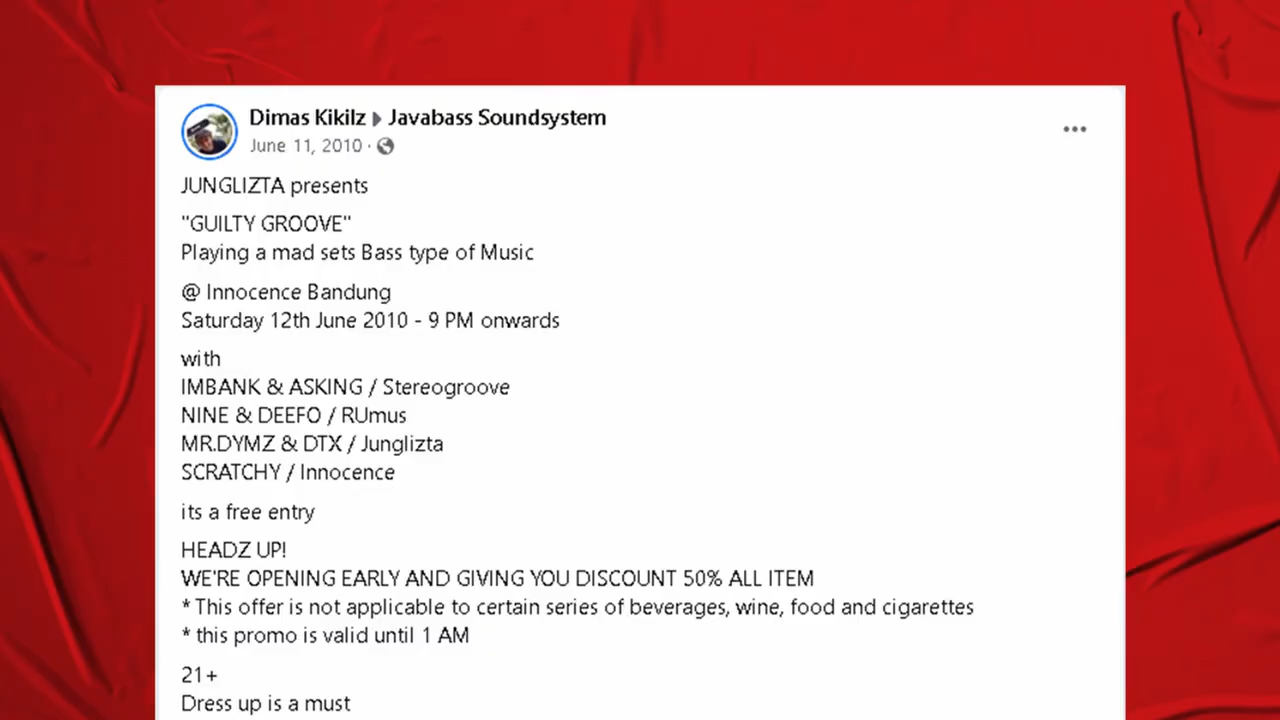 Dimas Kikilz ▸ Javabass Soundsystem
June 11, 2010 ·
JUNGLIZTA presents
"GUILTY GROOVE"
Playing a mad sets Bass type of Music
@ Innocence Bandung
Saturday 12th June 2010 - 9 PM onwards
with
IMBANK & ASKING / Stereogroove
NINE & DEEFO / RUmus
MR.DYMZ & DTX / Junglizta
SCRATCHY / Innocence
its a free entry
HEADZ UP!
WE'RE OPENING EARLY AND GIVING YOU DISCOUNT 50% ALL ITEM
* This offer is not applicable to certain series of beverages, wine, food and cigarettes
* this promo is valid until 1 AM
21+
Dress up is a must